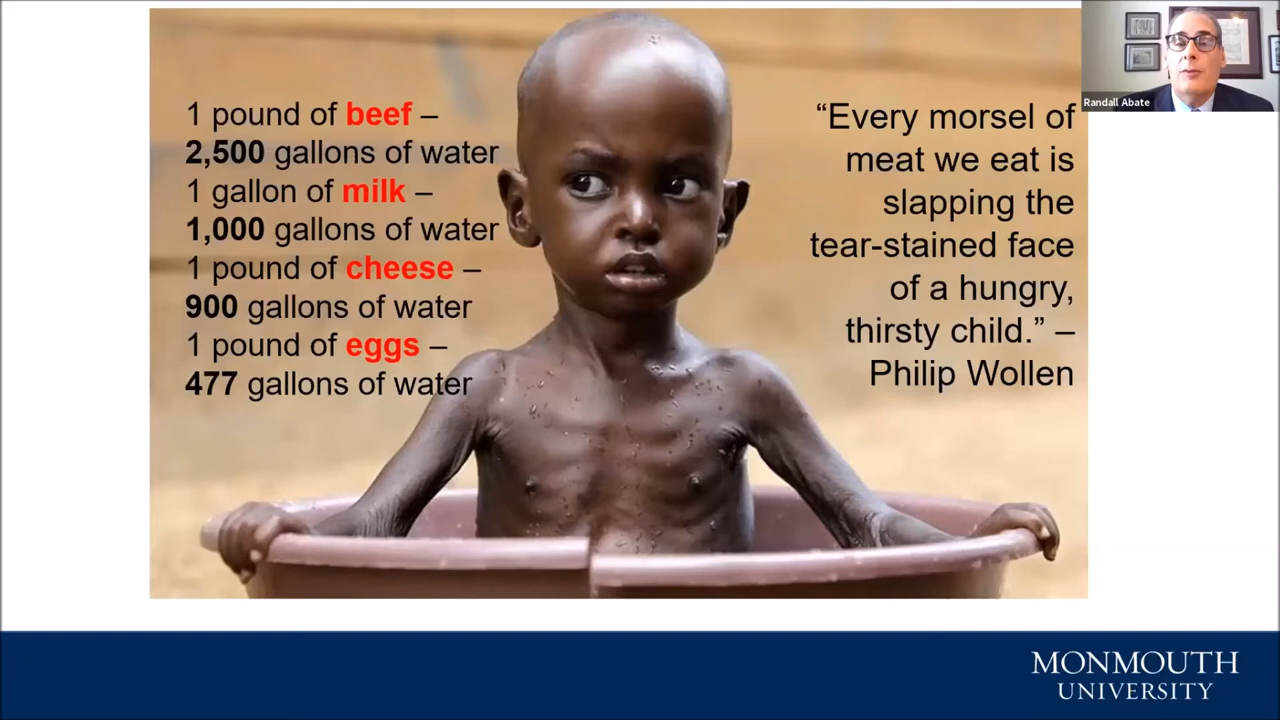 1 pound of beef –
2,500 gallons of water
1 gallon of milk –
1,000 gallons of water
1 pound of cheese –
900 gallons of water
1 pound of eggs –
477 gallons of water
“Every morsel of
meat we eat is
slapping the
tear-stained face
of a hungry,
thirsty child.” –
Philip Wollen
Randall Abate
MONMOUTH
UNIVERSITY